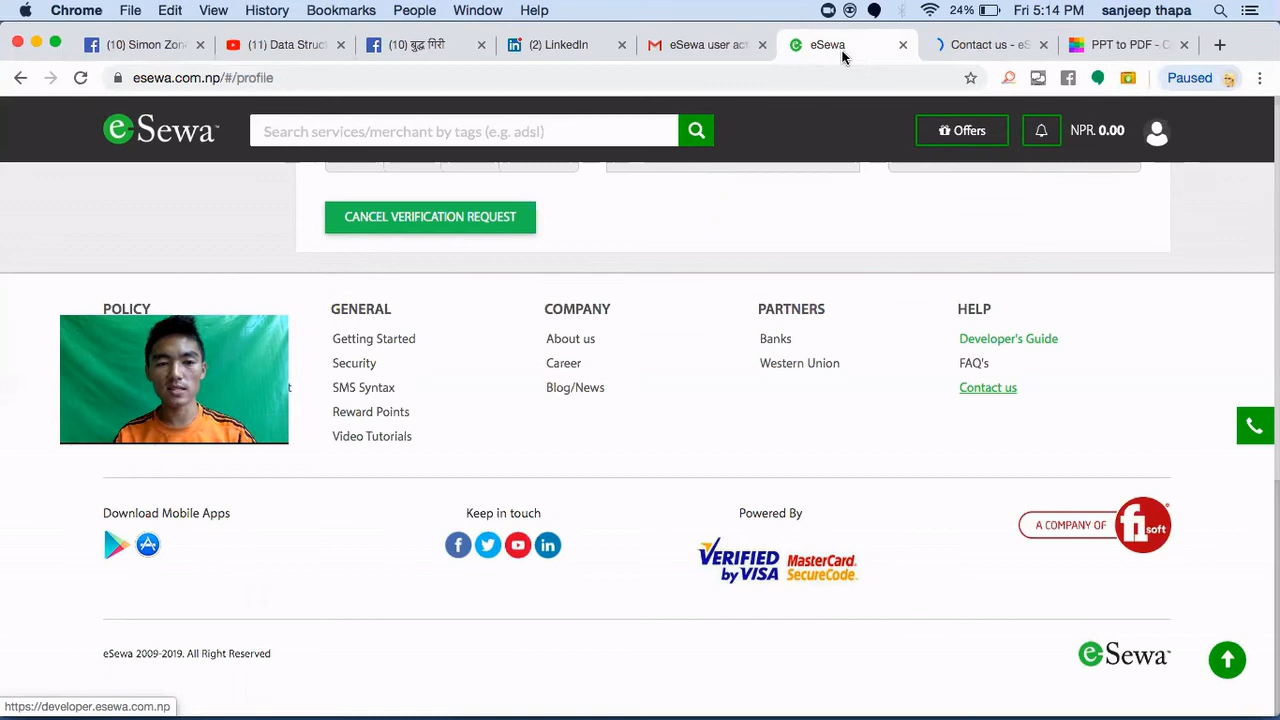 Chrome File Edit View History Bookmarks People Window Help 24% Fri 5:14 PM sanjeep thapa
(10) Simon Zon
(11) Data Struct
(10) बुद्ध गिरी
(2) LinkedIn
eSewa user act
eSewa
Contact us - eS
PPT to PDF - C
esewa.com.np/#/profile
Paused
eSewa
Search services/merchant by tags (e.g. adsl)
Offers
NPR. 0.00
CANCEL VERIFICATION REQUEST
POLICY
GENERAL
Getting Started
Security
SMS Syntax
Reward Points
Video Tutorials
COMPANY
About us
Career
Blog/News
PARTNERS
Banks
Western Union
HELP
Developer's Guide
FAQ's
Contact us
Download Mobile Apps
Keep in touch
Powered By
VERIFIED
by VISA
MasterCard.
SecureCode.
A COMPANY OF
f1soft
eSewa 2009-2019. All Right Reserved
eSewa
https://developer.esewa.com.np